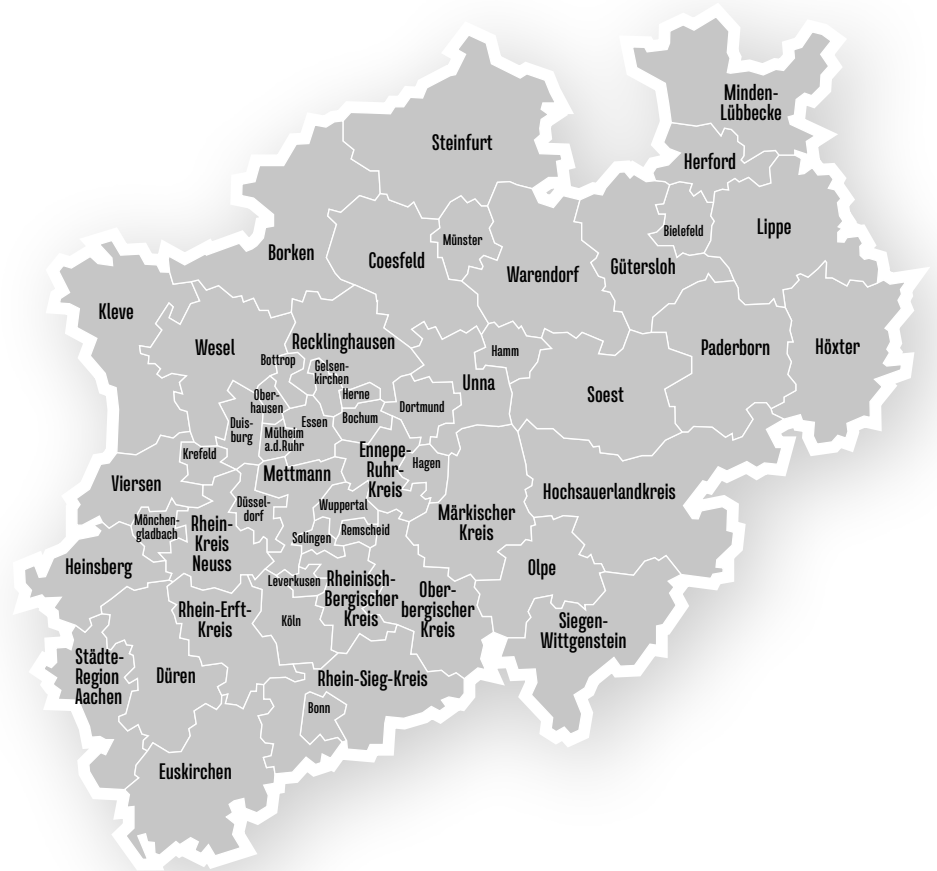 Minden-
Lübbecke
Steinfurt
Herford
Lippe
Bielefeld
Münster
Borken
Coesfeld
Warendorf
Gütersloh
Kleve
Wesel
Recklinghausen
Paderborn
Höxter
Bottrop
Gelsen-
kirchen
Hamm
Unna
Soest
Ober-
hausen
Herne
Dortmund
Duis-
burg
Essen
Bochum
Mülheim
a.d.Ruhr
Krefeld
Ennepe-
Ruhr-
Kreis
Hagen
Viersen
Mettmann
Hochsauerlandkreis
Düssel-
dorf
Wuppertal
Märkischer
Kreis
Mönchen-
gladbach
Rhein-
Kreis
Neuss
Solingen
Remscheid
Heinsberg
Olpe
Leverkusen
Rheinisch-
Bergischer
Kreis
Ober-
bergischer
Kreis
Rhein-Erft-
Kreis
Köln
Siegen-
Wittgenstein
Städte-
Region
Aachen
Düren
Rhein-Sieg-Kreis
Bonn
Euskirchen